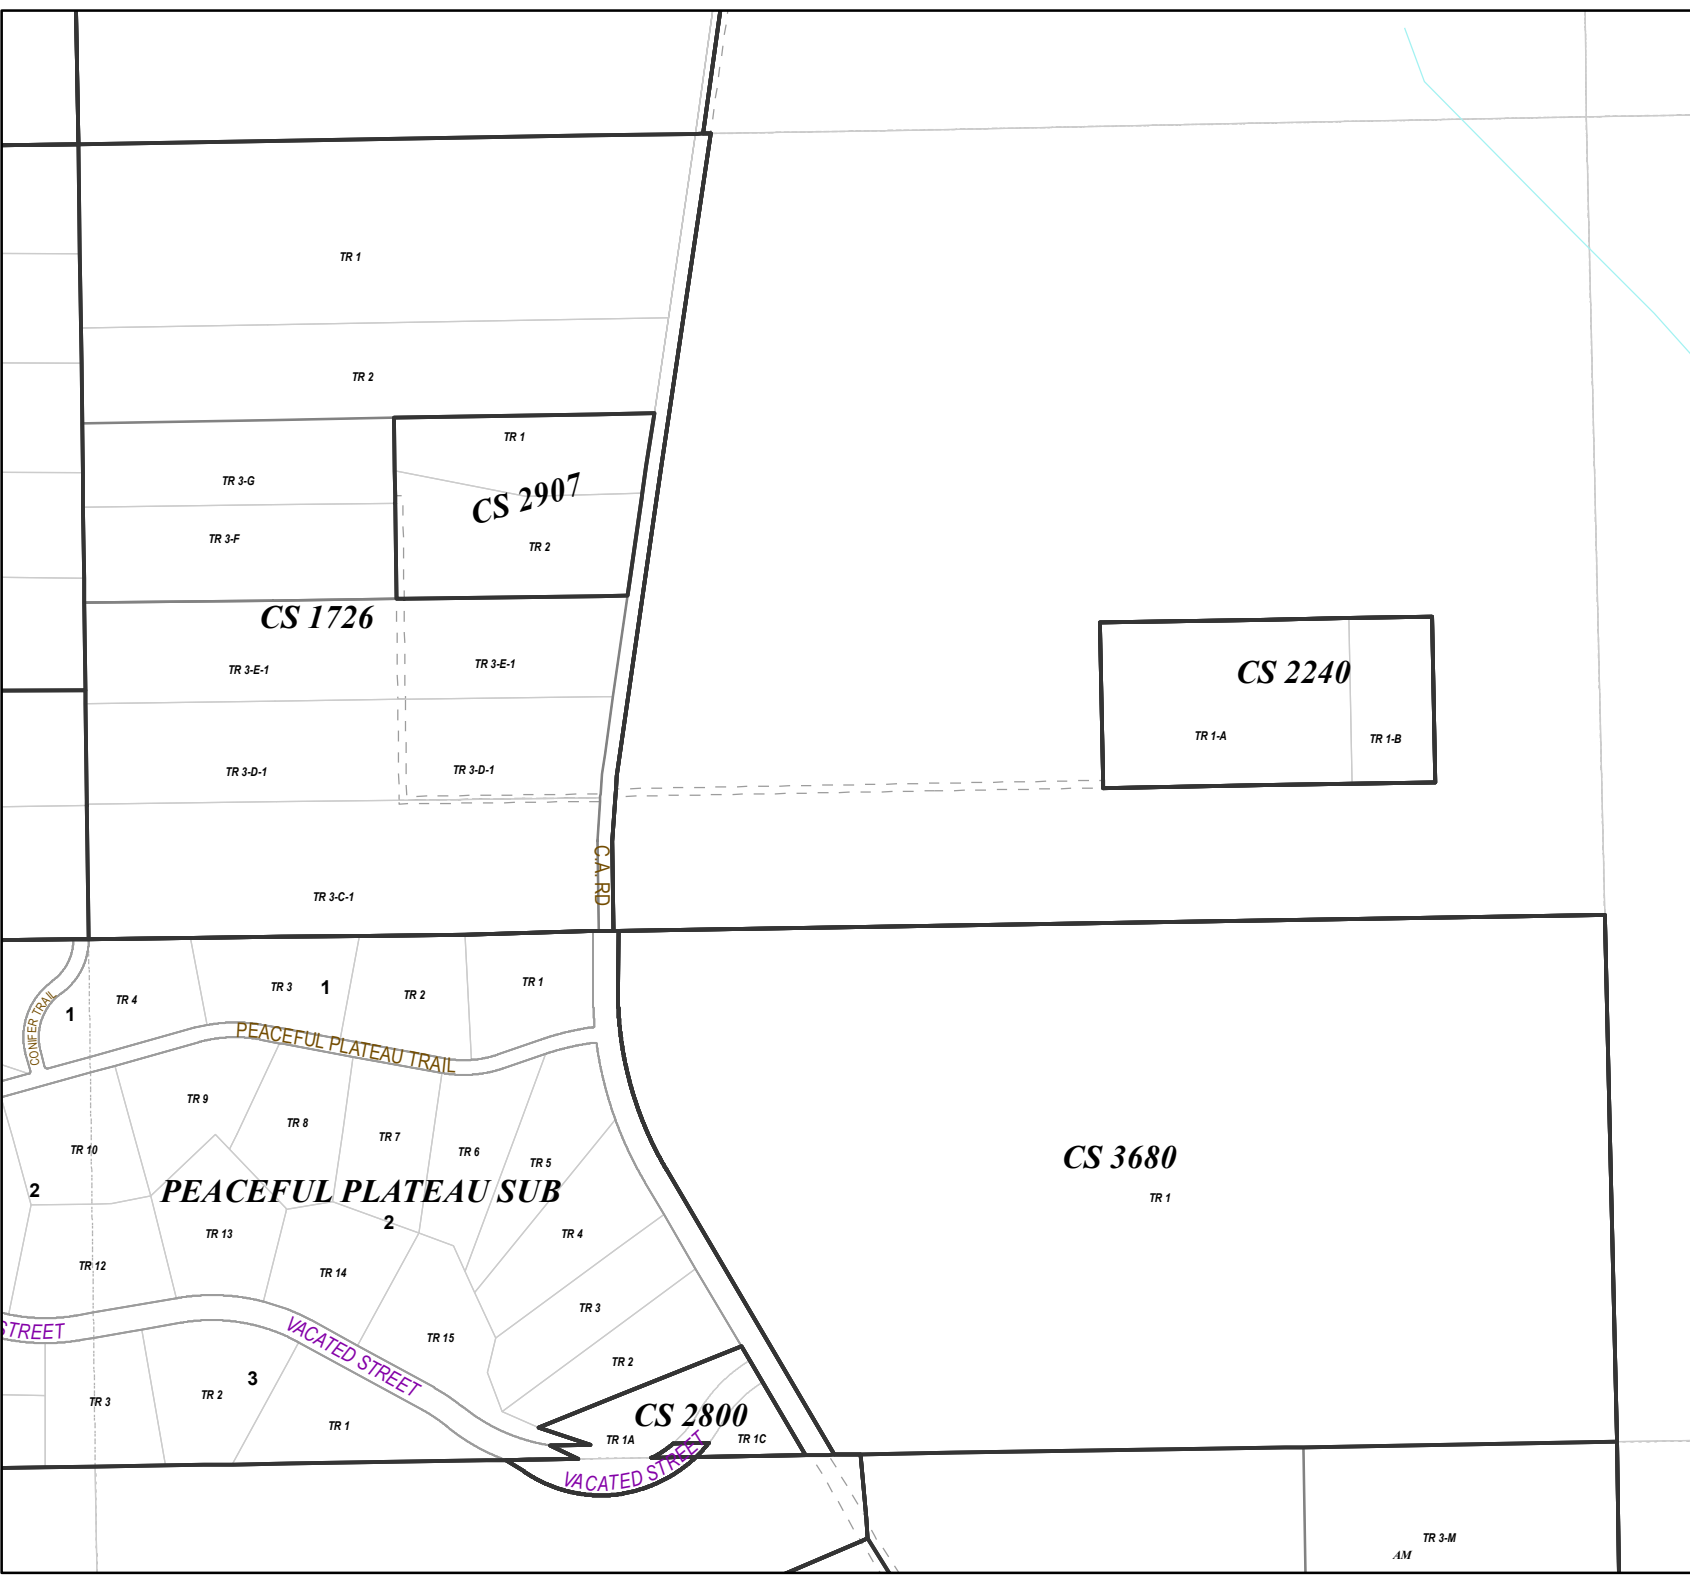 TR 1
TR 2
TR 1
CS 2907
TR 3-G
TR 3-F
TR 2
CS 1726
TR 3-E-1
TR 3-E-1
CS 2240
TR 1-A
TR 1-B
TR 3-D-1
TR 3-D-1
C.A. RD
TR 3-C-1
TR 4
TR 3
1
TR 2
TR 1
1
CONIFER TRAIL
PEACEFUL PLATEAU TRAIL
TR 9
TR 8
TR 7
TR 6
TR 5
TR 10
2
PEACEFUL PLATEAU SUB
2
CS 3680
TR 1
TR 13
TR 4
TR 12
TR 14
TR 3
STREET
VACATED STREET
TR 15
TR 2
3
TR 3
TR 2
TR 1
CS 2800
TR 1A
TR 1C
VACATED STREET
TR 3-M
AM